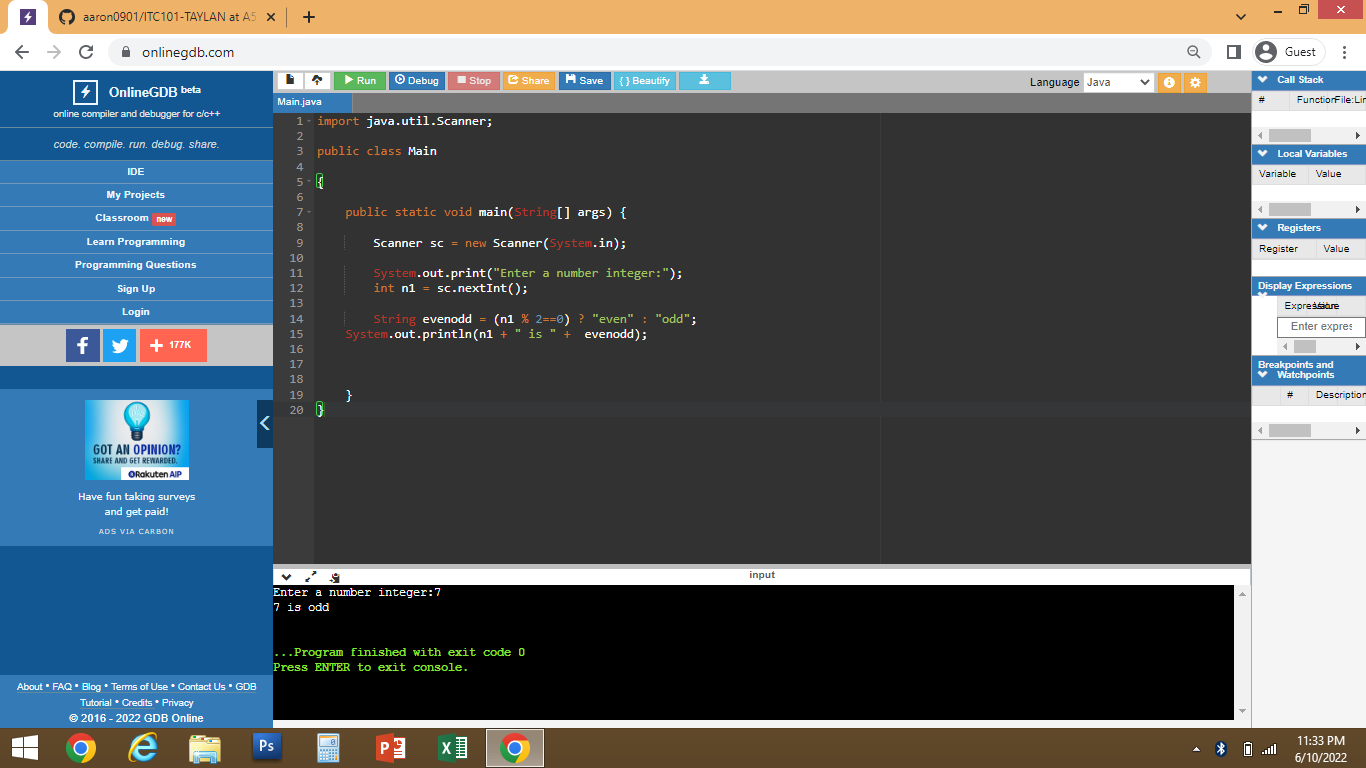 aaron0901/ITC101-TAYLAN at A5
onlinegdb.com
Guest
OnlineGDB beta
online compiler and debugger for c/c++
code. compile. run. debug. share.
IDE
My Projects
Classroom new
Learn Programming
Programming Questions
Sign Up
Login
177K
GOT AN OPINION?
SHARE AND GET REWARDED.
Rakuten AIP
Have fun taking surveys
and get paid!
ADS VIA CARBON
About • FAQ • Blog • Terms of Use • Contact Us • GDB
Tutorial • Credits • Privacy
© 2016 - 2022 GDB Online
Run Debug Stop Share Save { } Beautify
Language Java
Main.java
1 import java.util.Scanner;
2
3 public class Main
4
5 {
6
7 public static void main(String[] args) {
8
9 Scanner sc = new Scanner(System.in);
10
11 System.out.print("Enter a number integer:");
12 int n1 = sc.nextInt();
13
14 String evenodd = (n1 % 2==0) ? "even" : "odd";
15 System.out.println(n1 + " is " +  evenodd);
16
17
18
19 }
20 }
input
Enter a number integer:7
7 is odd
...Program finished with exit code 0
Press ENTER to exit console.
Call Stack
# Function File:Lin
Local Variables
Variable Value
Registers
Register Value
Display Expressions
Expression Value
Enter expres
Breakpoints and
Watchpoints
# Description
Ps
11:33 PM
6/10/2022